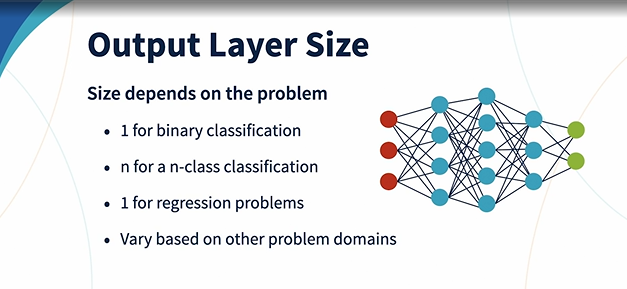 Output Layer Size
Size depends on the problem
• 1 for binary classification
• n for a n-class classification
• 1 for regression problems
• Vary based on other problem domains